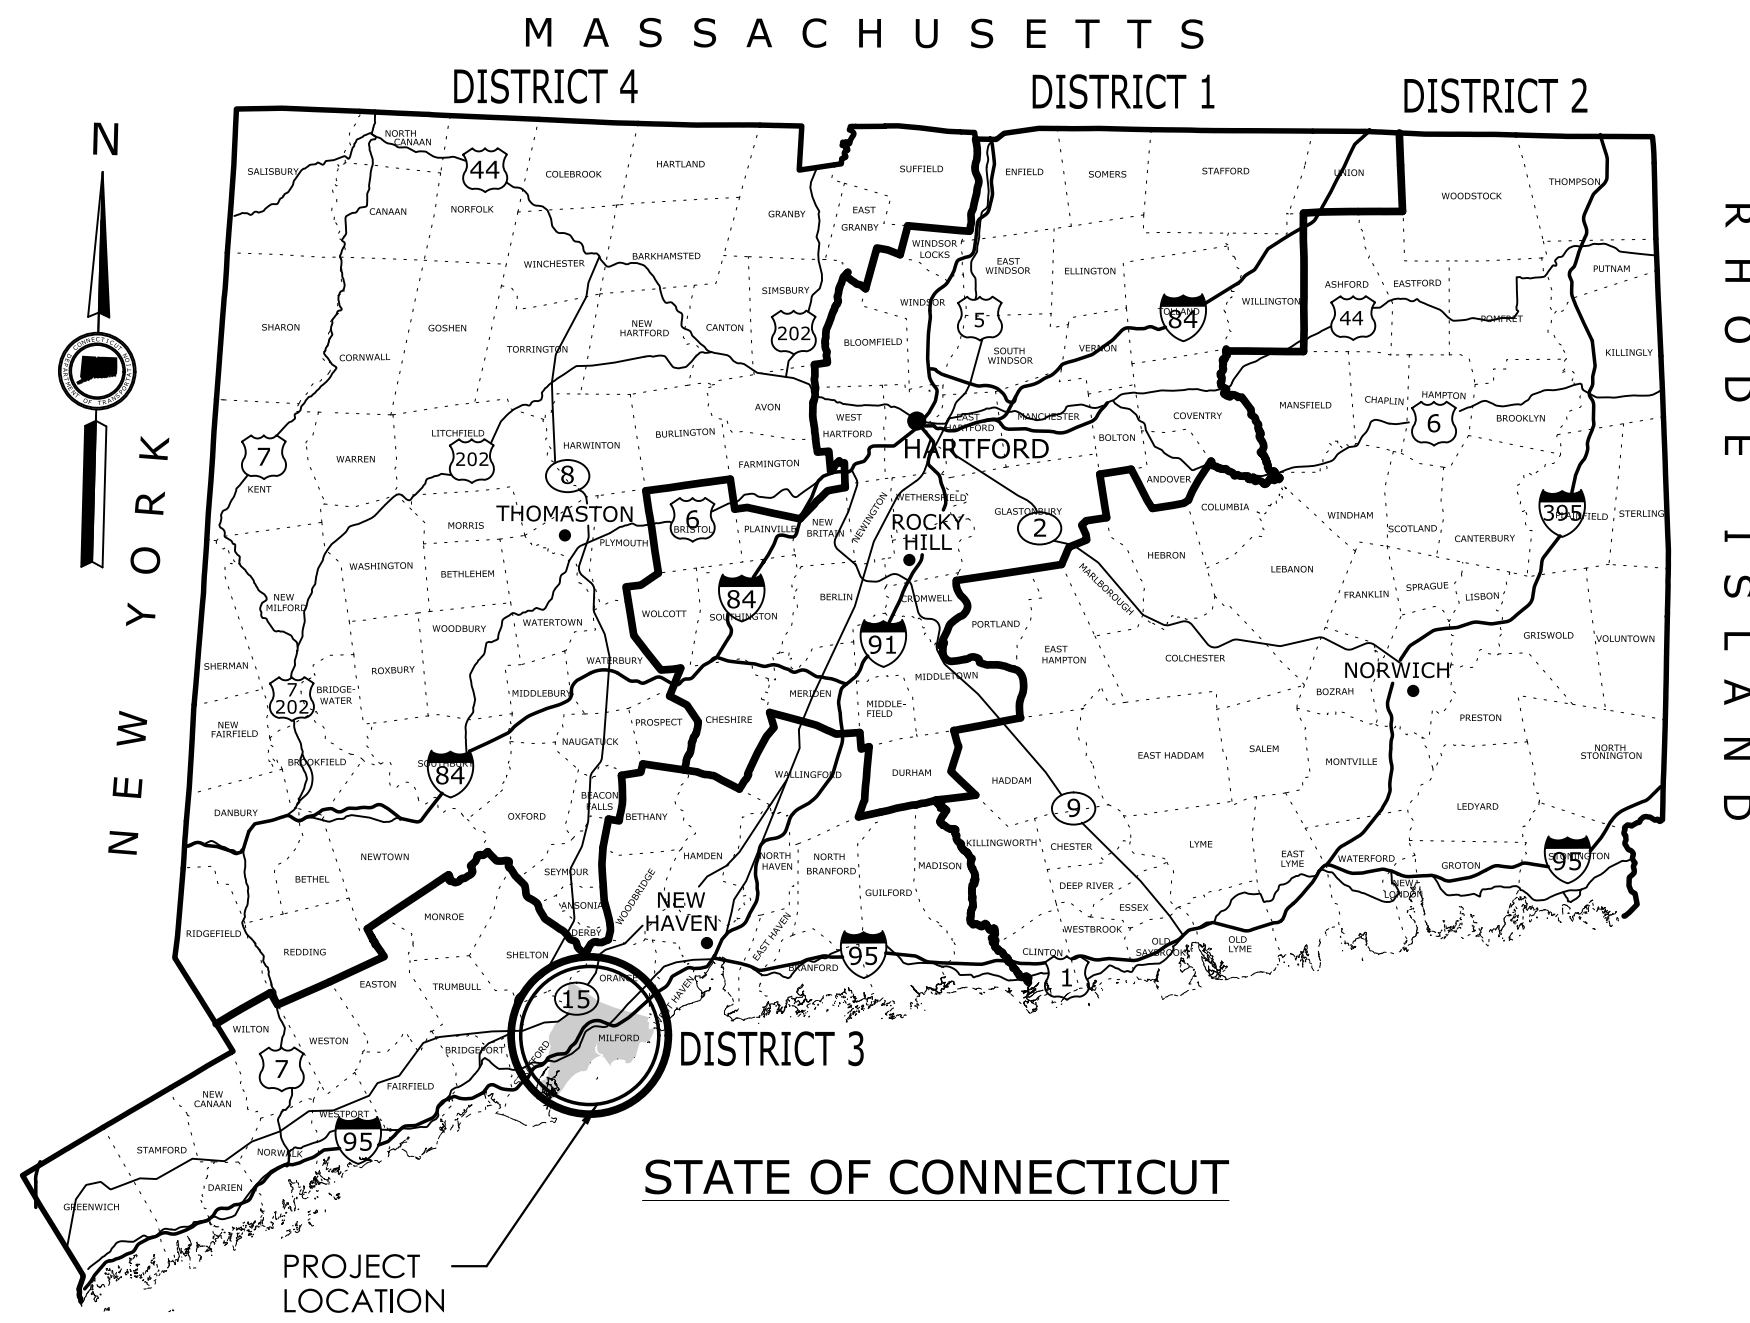 MASSACHUSETTS
DISTRICT 4
DISTRICT 1
DISTRICT 2
N
NEW YORK
RHODE ISLAND
CONNECTICUT
DEPARTMENT OF TRANSPORTATION
NORTH
CANAAN
SALISBURY
44
COLEBROOK
HARTLAND
SUFFIELD
ENFIELD
SOMERS
STAFFORD
UNION
WOODSTOCK
THOMPSON
CANAAN
NORFOLK
GRANBY
EAST
GRANBY
WINDSOR
LOCKS
EAST
WINDSOR
ELLINGTON
WINCHESTER
BARKHAMSTED
SIMSBURY
WINDSOR
WILLINGTON
ASHFORD
EASTFORD
PUTNAM
SHARON
GOSHEN
NEW
HARTFORD
CANTON
202
5
TOLLAND
84
44
POMFRET
CORNWALL
TORRINGTON
BLOOMFIELD
SOUTH
WINDSOR
VERNON
KILLINGLY
AVON
WEST
HARTFORD
EAST
HARTFORD
MANCHESTER
COVENTRY
MANSFIELD
CHAPLIN
HAMPTON
6
BROOKLYN
LITCHFIELD
202
HARWINTON
BURLINGTON
FARMINGTON
HARTFORD
BOLTON
7
KENT
WARREN
8
ANDOVER
COLUMBIA
WETHERSFIELD
THOMASTON
MORRIS
PLYMOUTH
6
BRISTOL
PLAINVILLE
NEW
BRITAIN
NEWINGTON
ROCKY
HILL
GLASTONBURY
2
WINDHAM
SCOTLAND
395
PLAINFIELD
STERLING
CANTERBURY
WASHINGTON
BETHLEHEM
HEBRON
LEBANON
MARLBOROUGH
NEW
MILFORD
84
BERLIN
CROMWELL
FRANKLIN
SPRAGUE
LISBON
WOODBURY
WATERTOWN
WOLCOTT
SOUTHINGTON
91
PORTLAND
GRISWOLD
VOLUNTOWN
SHERMAN
ROXBURY
WATERBURY
EAST
HAMPTON
COLCHESTER
NORWICH
7
202
BRIDGE-
WATER
MIDDLEBURY
MERIDEN
MIDDLETOWN
BOZRAH
NEW
FAIRFIELD
PROSPECT
CHESHIRE
MIDDLE-
FIELD
PRESTON
NAUGATUCK
BROOKFIELD
SOUTHBURY
84
WALLINGFORD
DURHAM
HADDAM
EAST HADDAM
SALEM
MONTVILLE
NORTH
STONINGTON
DANBURY
OXFORD
BEACON
FALLS
BETHANY
9
LEDYARD
NEWTOWN
HAMDEN
NORTH
HAVEN
NORTH
BRANFORD
MADISON
KILLINGWORTH
CHESTER
LYME
EAST
LYME
WATERFORD
GROTON
95
STONINGTON
BETHEL
SEYMOUR
WOODBRIDGE
GUILFORD
DEEP RIVER
NEW
LONDON
MONROE
ANSONIA
NEW
HAVEN
ESSEX
RIDGEFIELD
REDDING
DERBY
EAST HAVEN
WESTBROOK
OLD
SAYBROOK
OLD
LYME
SHELTON
95
BRANFORD
CLINTON
1
EASTON
TRUMBULL
ORANGE
15
WEST HAVEN
WILTON
WESTON
BRIDGEPORT
STRATFORD
MILFORD
DISTRICT 3
7
FAIRFIELD
NEW
CANAAN
WESTPORT
95
STAMFORD
NORWALK
DARIEN
GREENWICH
STATE OF CONNECTICUT
PROJECT
LOCATION